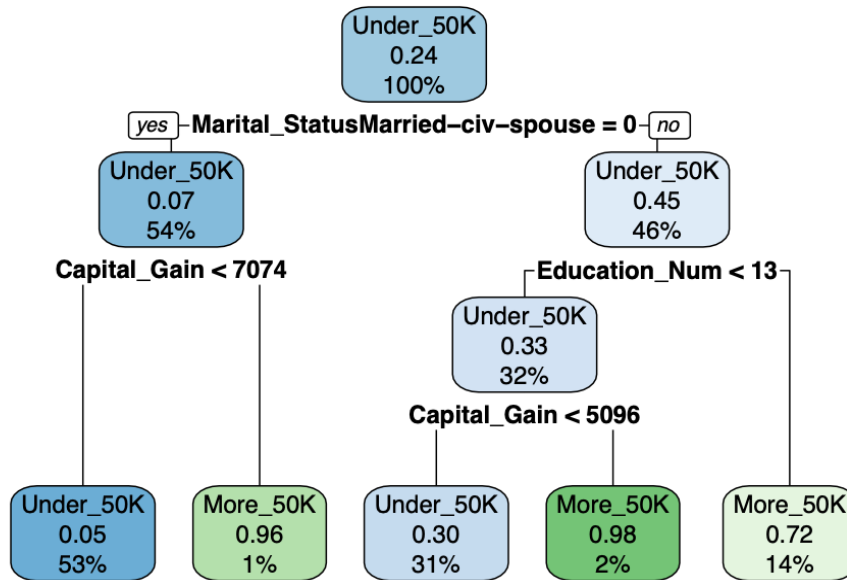 Under_50K
0.24
100%
yes Marital_StatusMarried-civ-spouse = 0 no
Under_50K
0.07
54%
Under_50K
0.45
46%
Capital_Gain < 7074
Education_Num < 13
Under_50K
0.33
32%
Capital_Gain < 5096
Under_50K
0.05
53%
More_50K
0.96
1%
Under_50K
0.30
31%
More_50K
0.98
2%
More_50K
0.72
14%